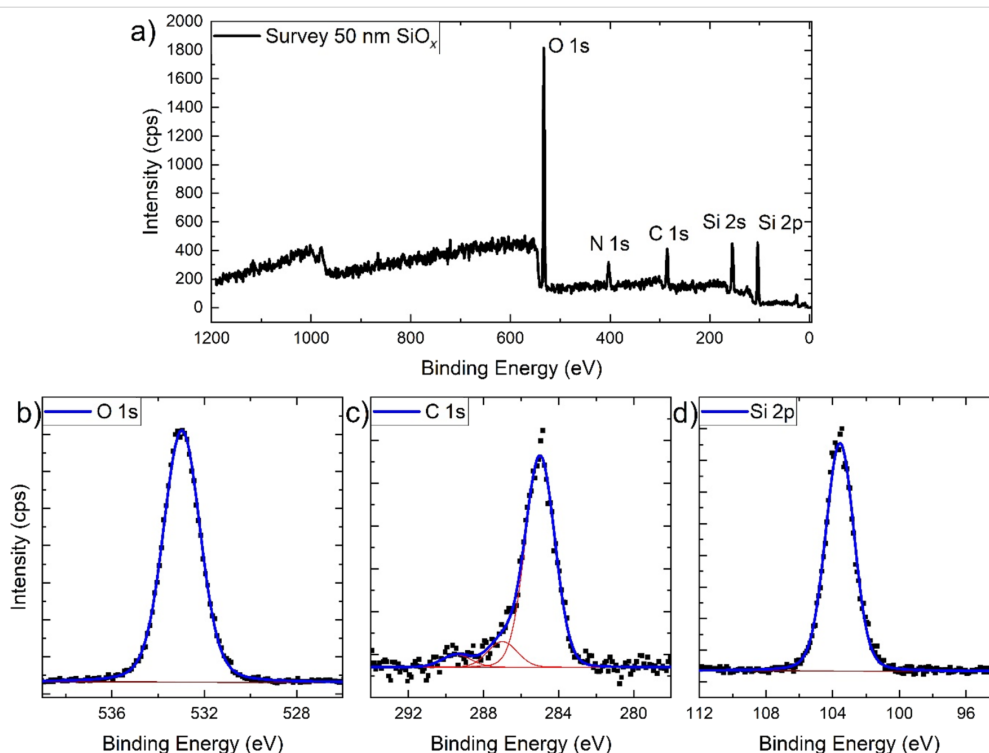 a)
Survey 50 nm SiOx
O 1s
N 1s
C 1s
Si 2s
Si 2p
Intensity (cps)
2000
1800
1600
1400
1200
1000
800
600
400
200
0
1200 1000 800 600 400 200 0
Binding Energy (eV)
b)
O 1s
Intensity (cps)
536 532 528
Binding Energy (eV)
c)
C 1s
292 288 284 280
Binding Energy (eV)
d)
Si 2p
112 108 104 100 96
Binding Energy (eV)